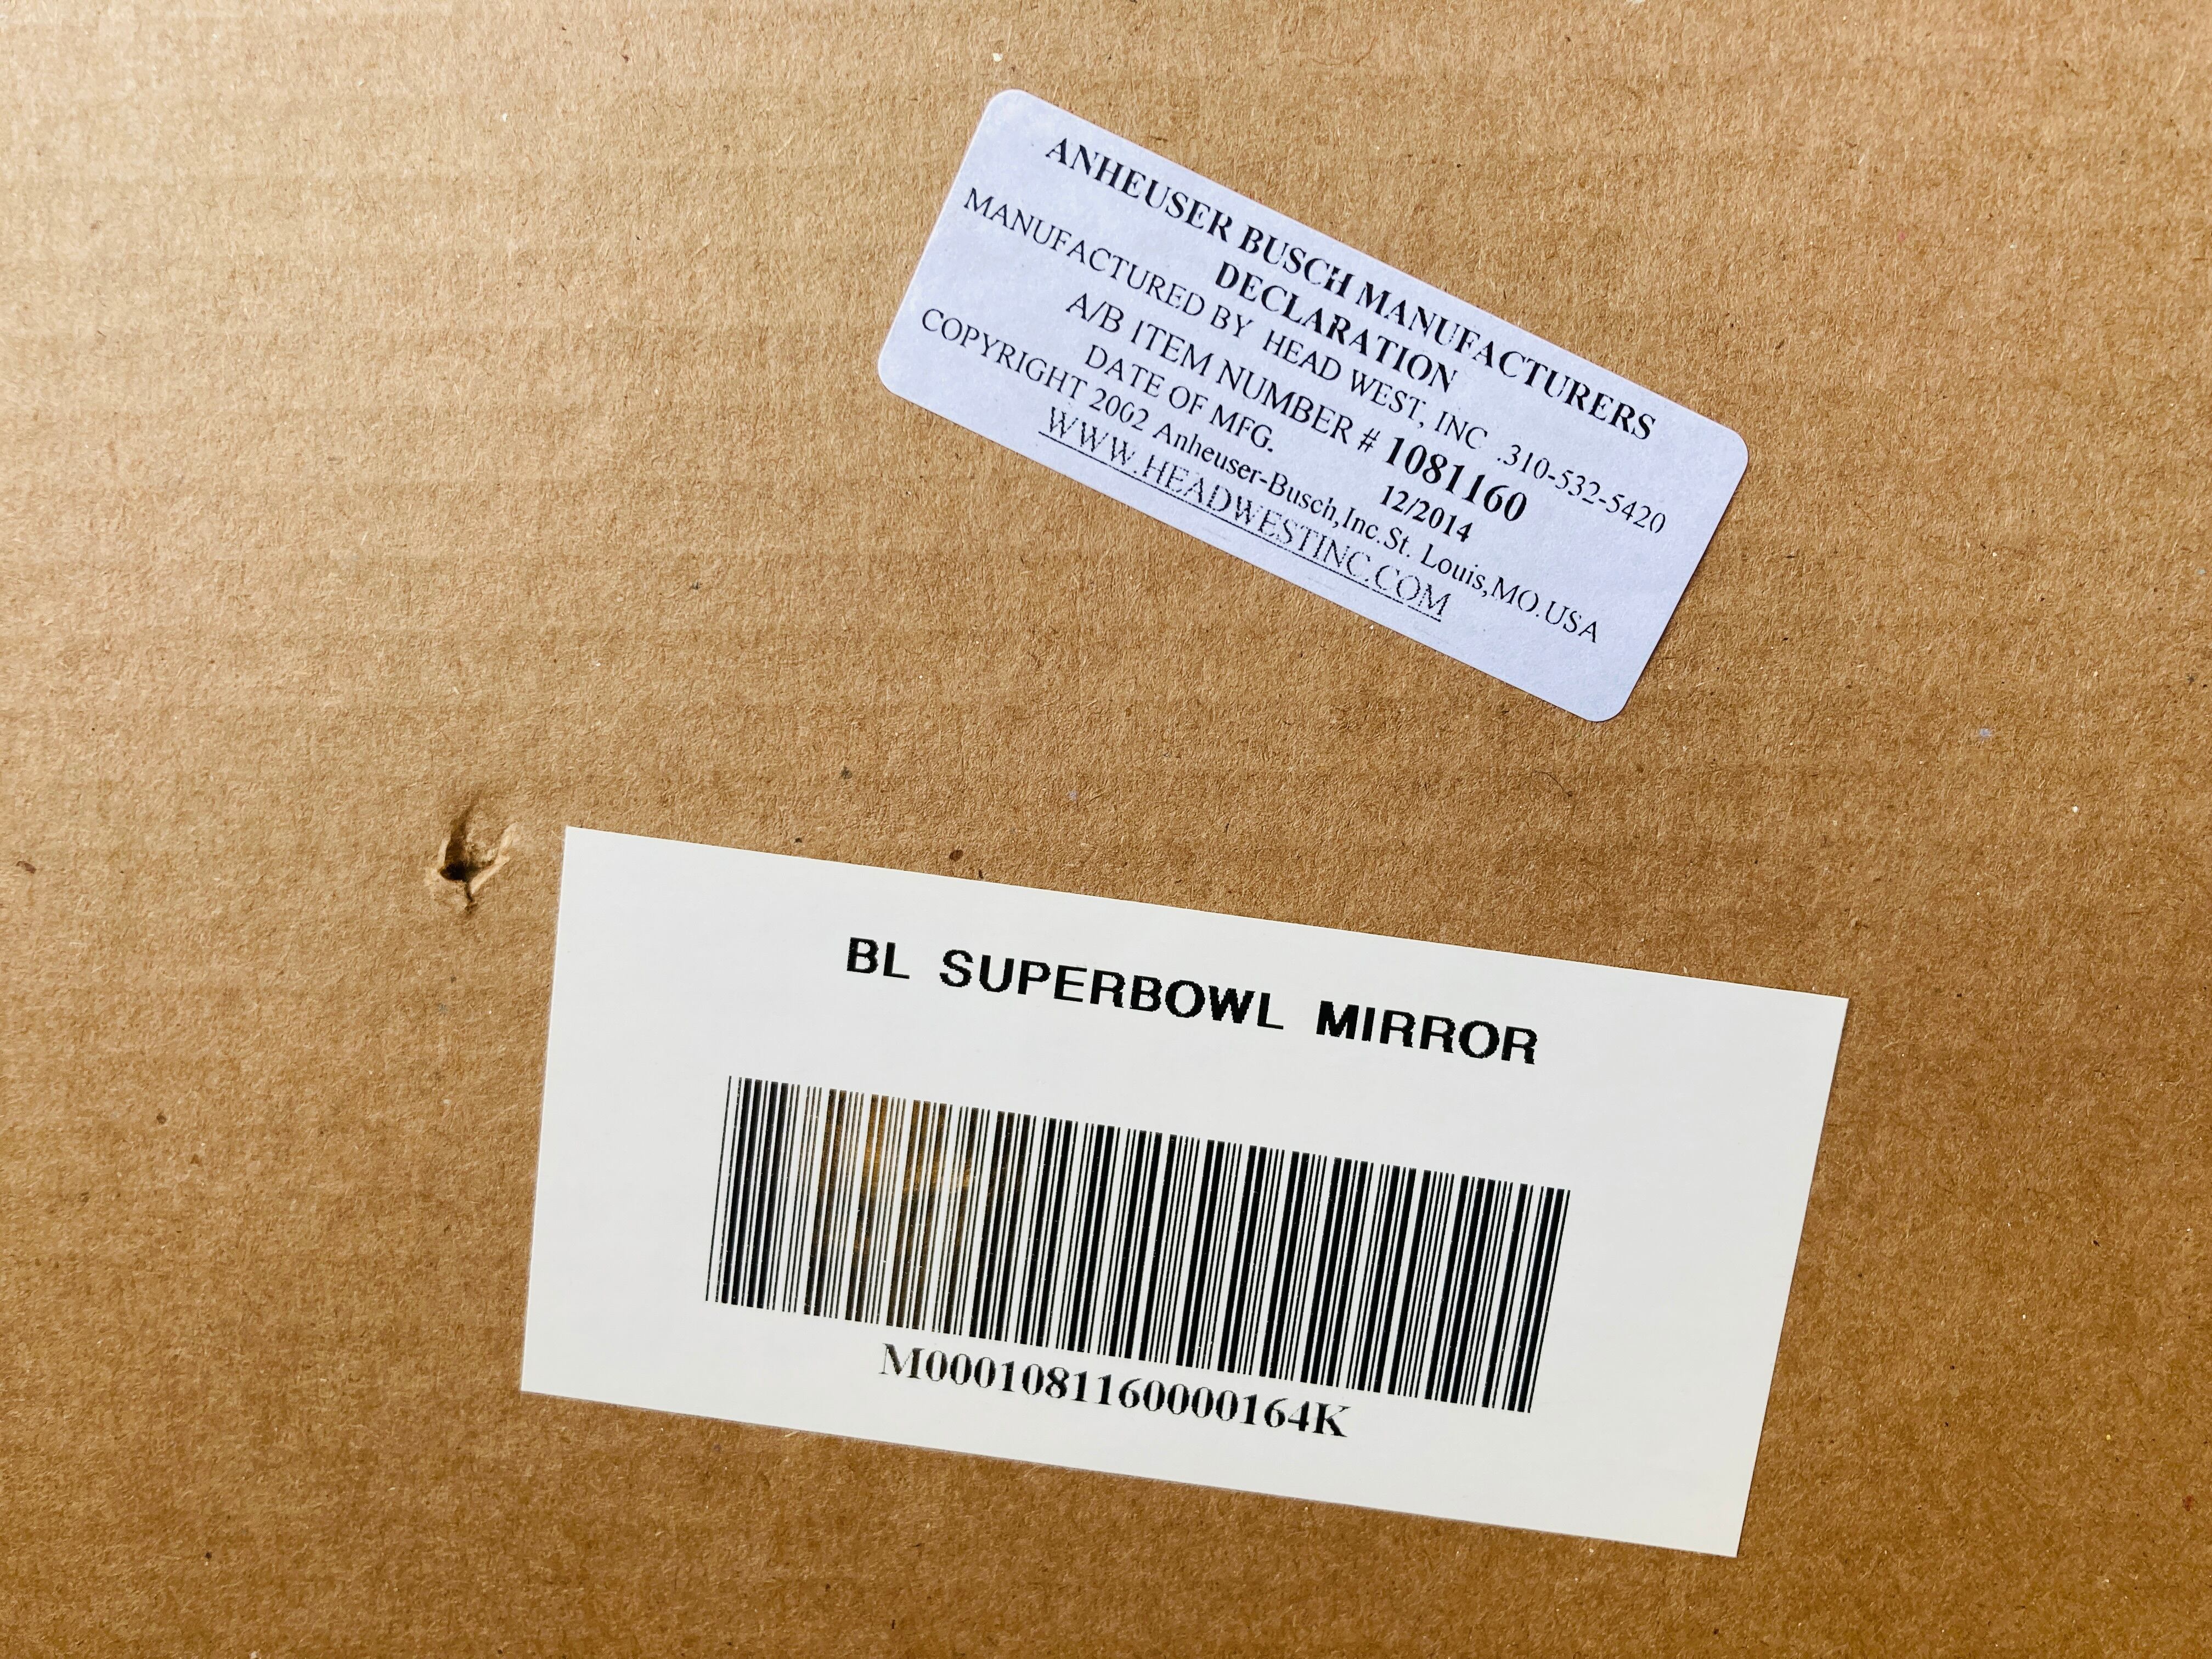 ANHEUSER BUSCH MANUFACTURERS
DECLARATION
MANUFACTURED BY HEAD WEST, INC .310-532-5420
A/B ITEM NUMBER # 1081160
DATE OF MFG. 12/2014
COPYRIGHT 2002 Anheuser-Busch,Inc.St. Louis,MO.USA
WWW.HEADWESTINC.COM
BL SUPERBOWL MIRROR
M0001081160000164K